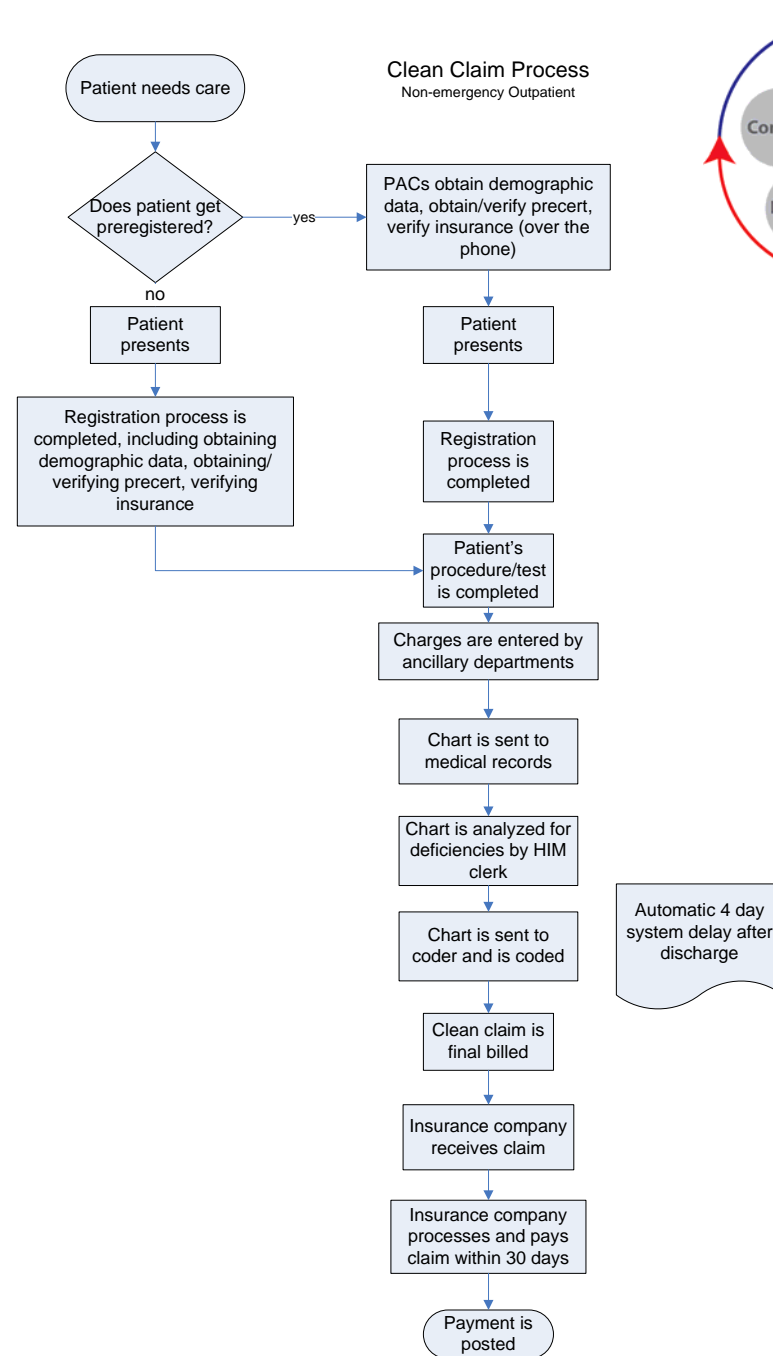 Clean Claim Process
Non-emergency Outpatient
Patient needs care
Does patient get
preregistered?
yes
PACs obtain demographic
data, obtain/verify precert,
verify insurance (over the
phone)
no
Patient
presents
Patient
presents
Registration process is
completed, including obtaining
demographic data, obtaining/
verifying precert, verifying
insurance
Registration
process is
completed
Patient's
procedure/test
is completed
Charges are entered by
ancillary departments
Chart is sent to
medical records
Chart is analyzed for
deficiencies by HIM
clerk
Automatic 4 day
system delay after
discharge
Chart is sent to
coder and is coded
Clean claim is
final billed
Insurance company
receives claim
Insurance company
processes and pays
claim within 30 days
Payment is
posted